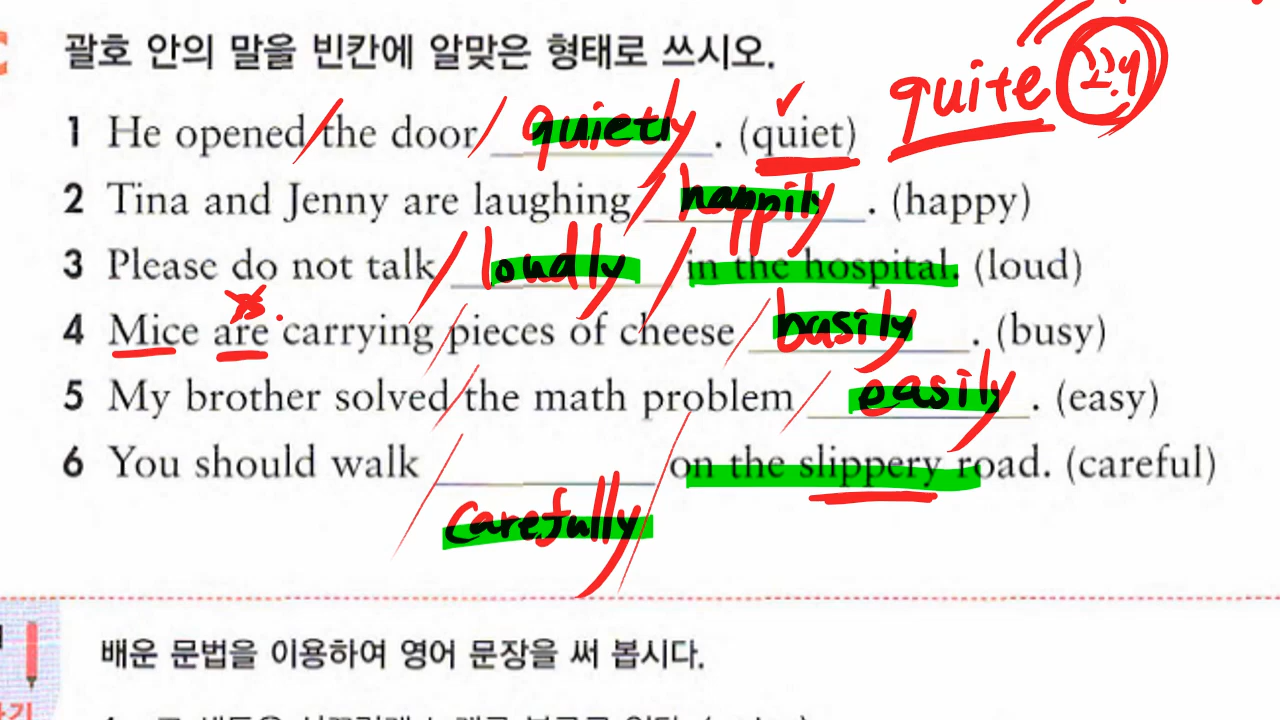 괄호 안의 말을 빈칸에 알맞은 형태로 쓰시오.
quite 꽤
1 He opened / the door / quietly. (quiet)
2 Tina and Jenny are laughing / happily. (happy)
3 Please do not talk / loudly / in the hospital. (loud)
4 Mice are carrying / pieces of cheese / busily. (busy)
5 My brother solved / the math problem / easily. (easy)
6 You should walk / carefully / on the slippery road. (careful)
배운 문법을 이용하여 영어 문장을 써 봅시다.